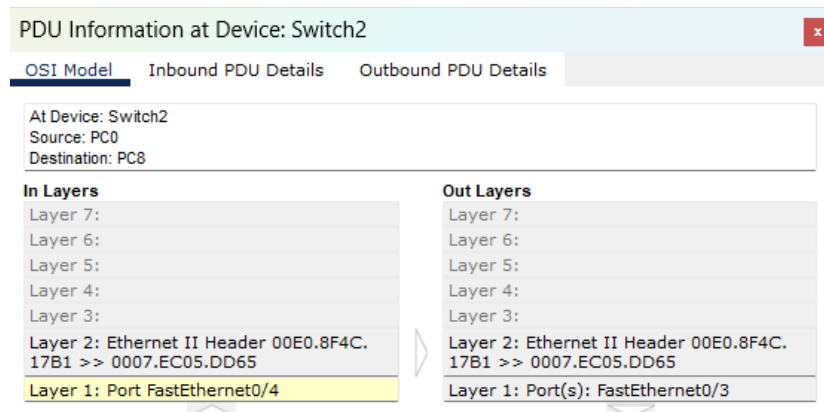 PDU Information at Device: Switch2
x
OSI Model Inbound PDU Details Outbound PDU Details
At Device: Switch2
Source: PC0
Destination: PC8
In Layers
Layer 7:
Layer 6:
Layer 5:
Layer 4:
Layer 3:
Layer 2: Ethernet II Header 00E0.8F4C.
17B1 >> 0007.EC05.DD65
Layer 1: Port FastEthernet0/4
Out Layers
Layer 7:
Layer 6:
Layer 5:
Layer 4:
Layer 3:
Layer 2: Ethernet II Header 00E0.8F4C.
17B1 >> 0007.EC05.DD65
Layer 1: Port(s): FastEthernet0/3